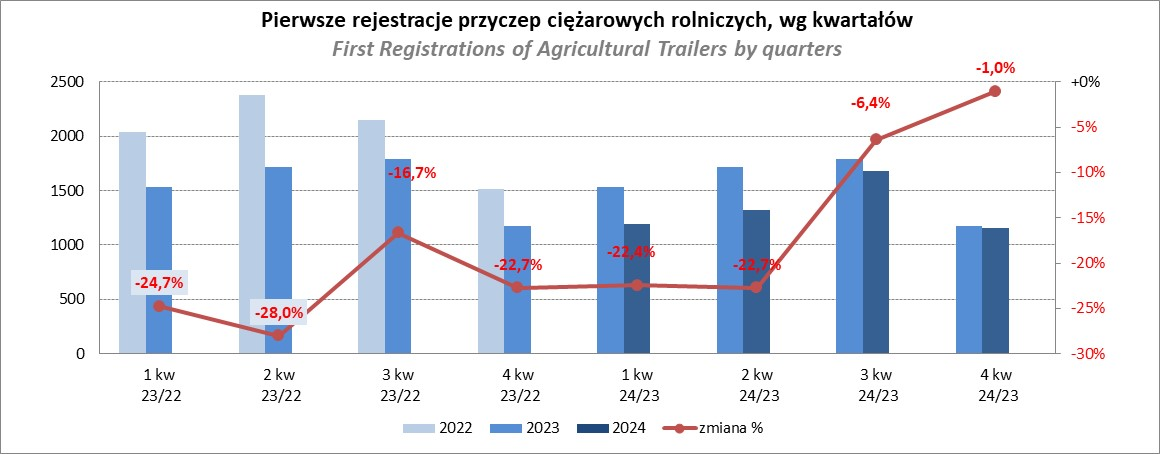 Pierwsze rejestracje przyczep ciężarowych rolniczych, wg kwartałów
First Registrations of Agricultural Trailers by quarters
2500
2000
1500
1000
500
0
-24,7%
-28,0%
-16,7%
-22,7%
-22,4%
-22,7%
-6,4%
-1,0%
+0%
-5%
-10%
-15%
-20%
-25%
-30%
1 kw
23/22
2 kw
23/22
3 kw
23/22
4 kw
23/22
1 kw
24/23
2 kw
24/23
3 kw
24/23
4 kw
24/23
2022
2023
2024
zmiana %